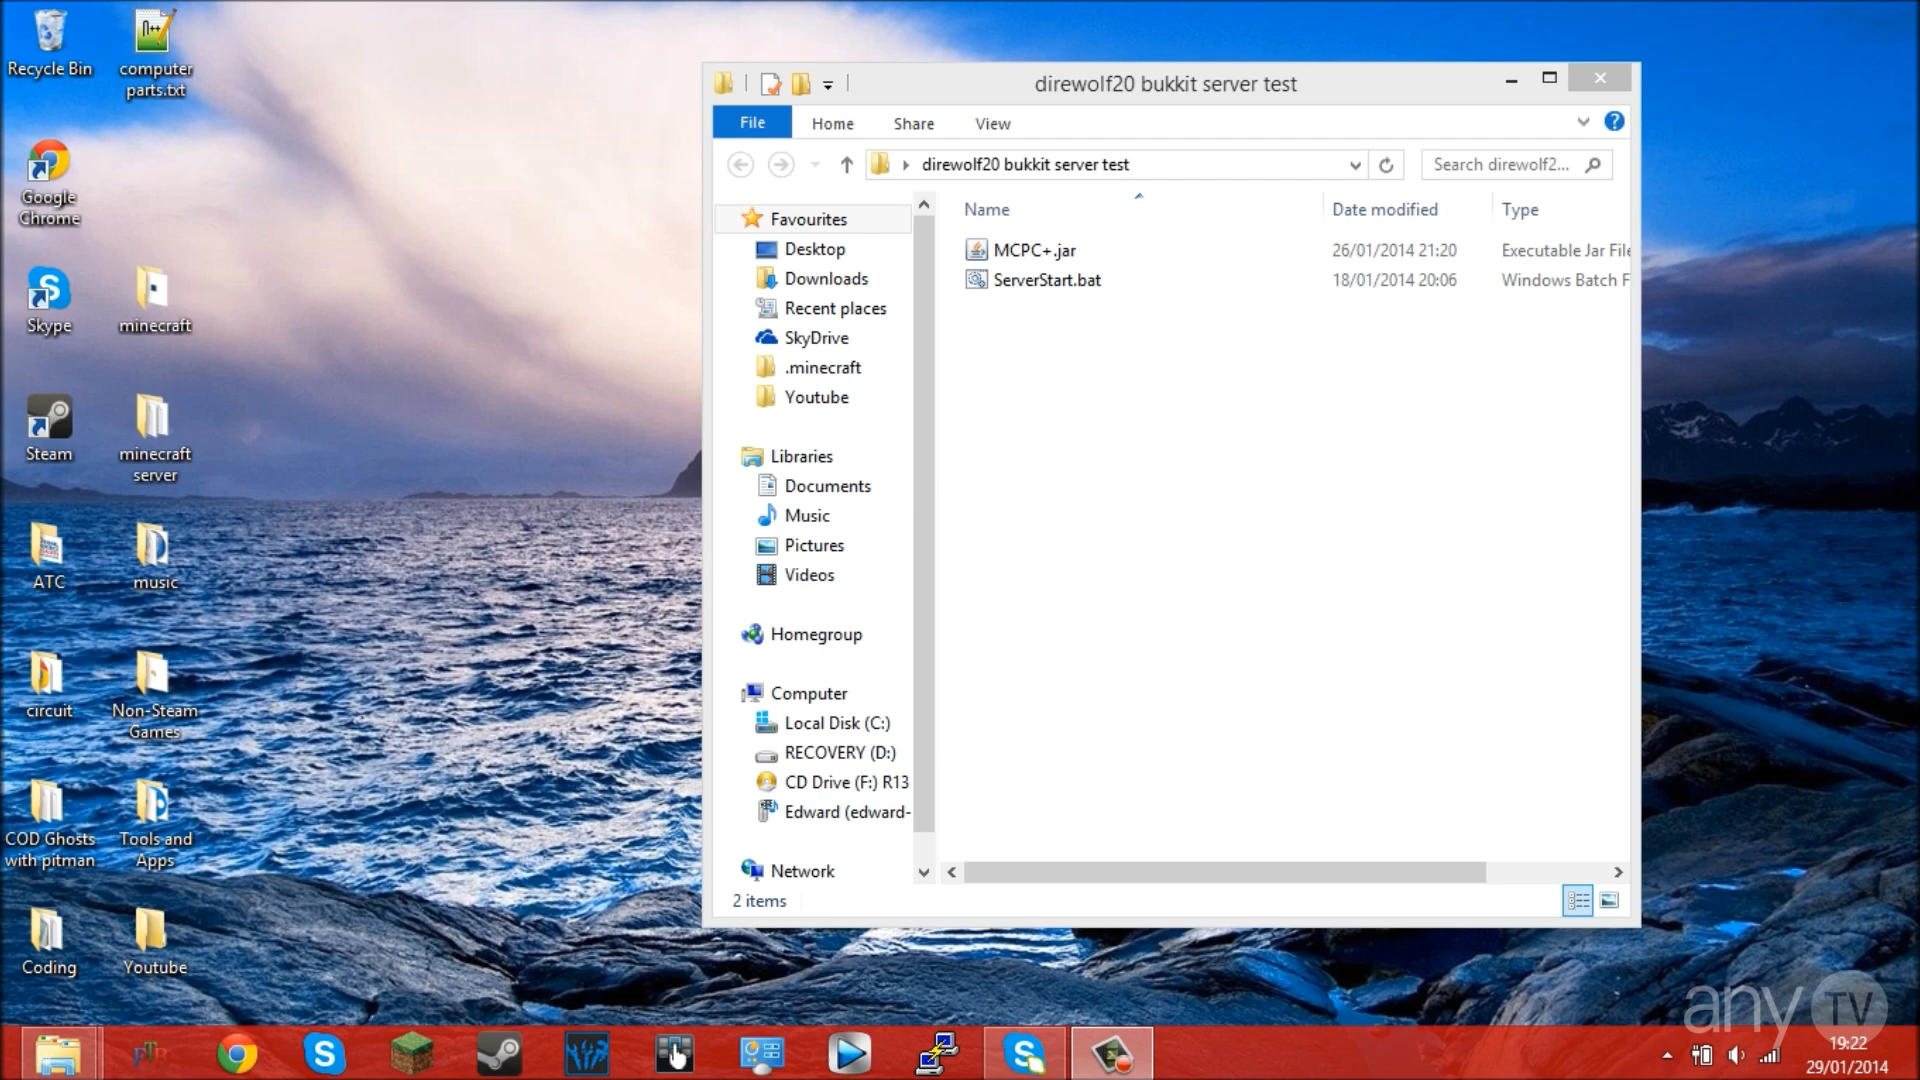 Recycle Bin
computer
parts.txt
Google
Chrome
Skype
minecraft
Steam
minecraft
server
ATC
music
circuit
Non-Steam
Games
COD Ghosts
with pitman
Tools and
Apps
Coding
Youtube
direwolf20 bukkit server test
File
Home
Share
View
direwolf20 bukkit server test
Search direwolf2...
Favourites
Desktop
Downloads
Recent places
SkyDrive
.minecraft
Youtube
Libraries
Documents
Music
Pictures
Videos
Homegroup
Computer
Local Disk (C:)
RECOVERY (D:)
CD Drive (F:) R13
Edward (edward-
Network
Name
Date modified
Type
MCPC+.jar
26/01/2014 21:20
Executable Jar File
ServerStart.bat
18/01/2014 20:06
Windows Batch F
2 items
any TV
FTB
19:22
29/01/2014